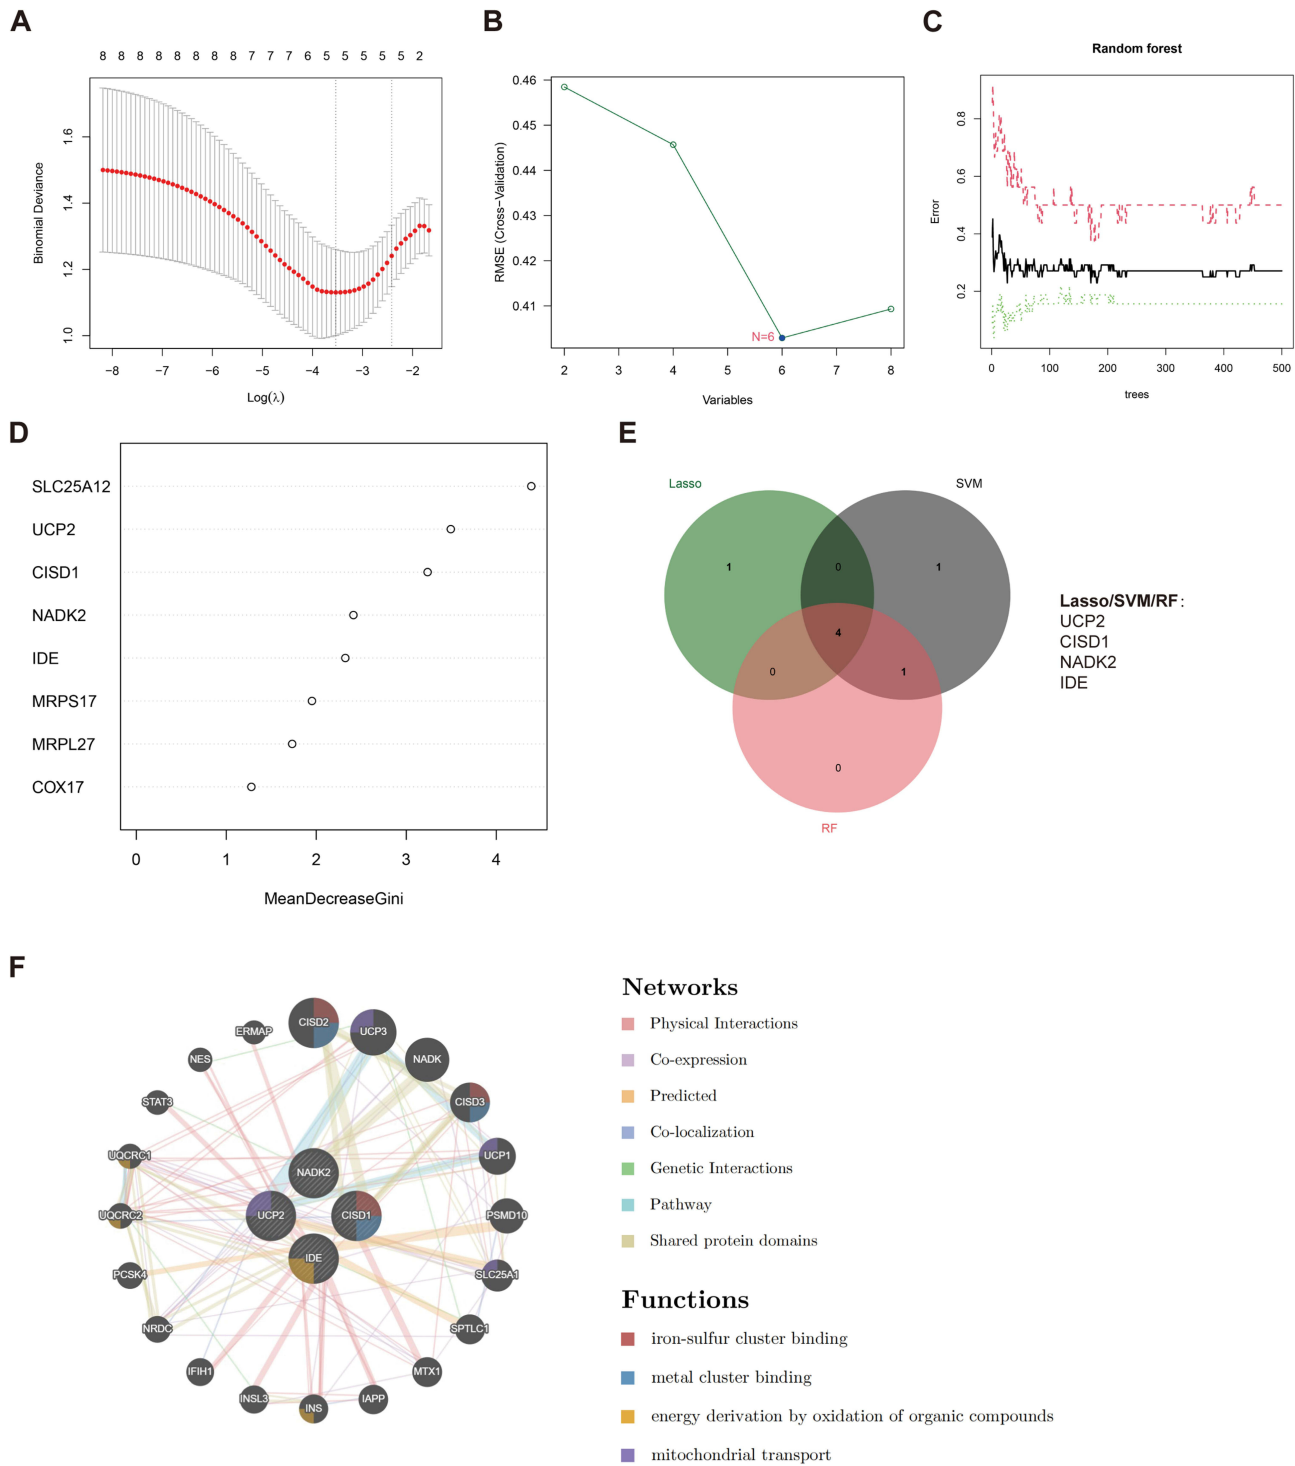 A
8 8 8 8 8 8 8 8 7 7 7 6 5 5 5 5 5 2
Binomial Deviance
1.6
1.4
1.2
1.0
−8 −7 −6 −5 −4 −3 −2
Log(λ)
B
RMSE (Cross−Validation)
0.46
0.45
0.44
0.43
0.42
0.41
N=6
2 3 4 5 6 7 8
Variables
C
Random forest
Error
0.8
0.6
0.4
0.2
0 100 200 300 400 500
trees
D
SLC25A12
UCP2
CISD1
NADK2
IDE
MRPS17
MRPL27
COX17
0 1 2 3 4
MeanDecreaseGini
E
Lasso
SVM
1 0 1
4
0 1
0
RF
Lasso/SVM/RF:
UCP2
CISD1
NADK2
IDE
F
CISD2
UCP3
ERMAP
NADK
NES
CISD3
STAT3
UQCRC1
UCP1
NADK2
UCP2
CISD1
UQCRC2
PSMD10
IDE
PCSK4
SLC25A1
NRDC
SPTLC1
IFIH1
MTX1
INSL3
IAPP
INS
Networks
Physical Interactions
Co-expression
Predicted
Co-localization
Genetic Interactions
Pathway
Shared protein domains
Functions
iron-sulfur cluster binding
metal cluster binding
energy derivation by oxidation of organic compounds
mitochondrial transport